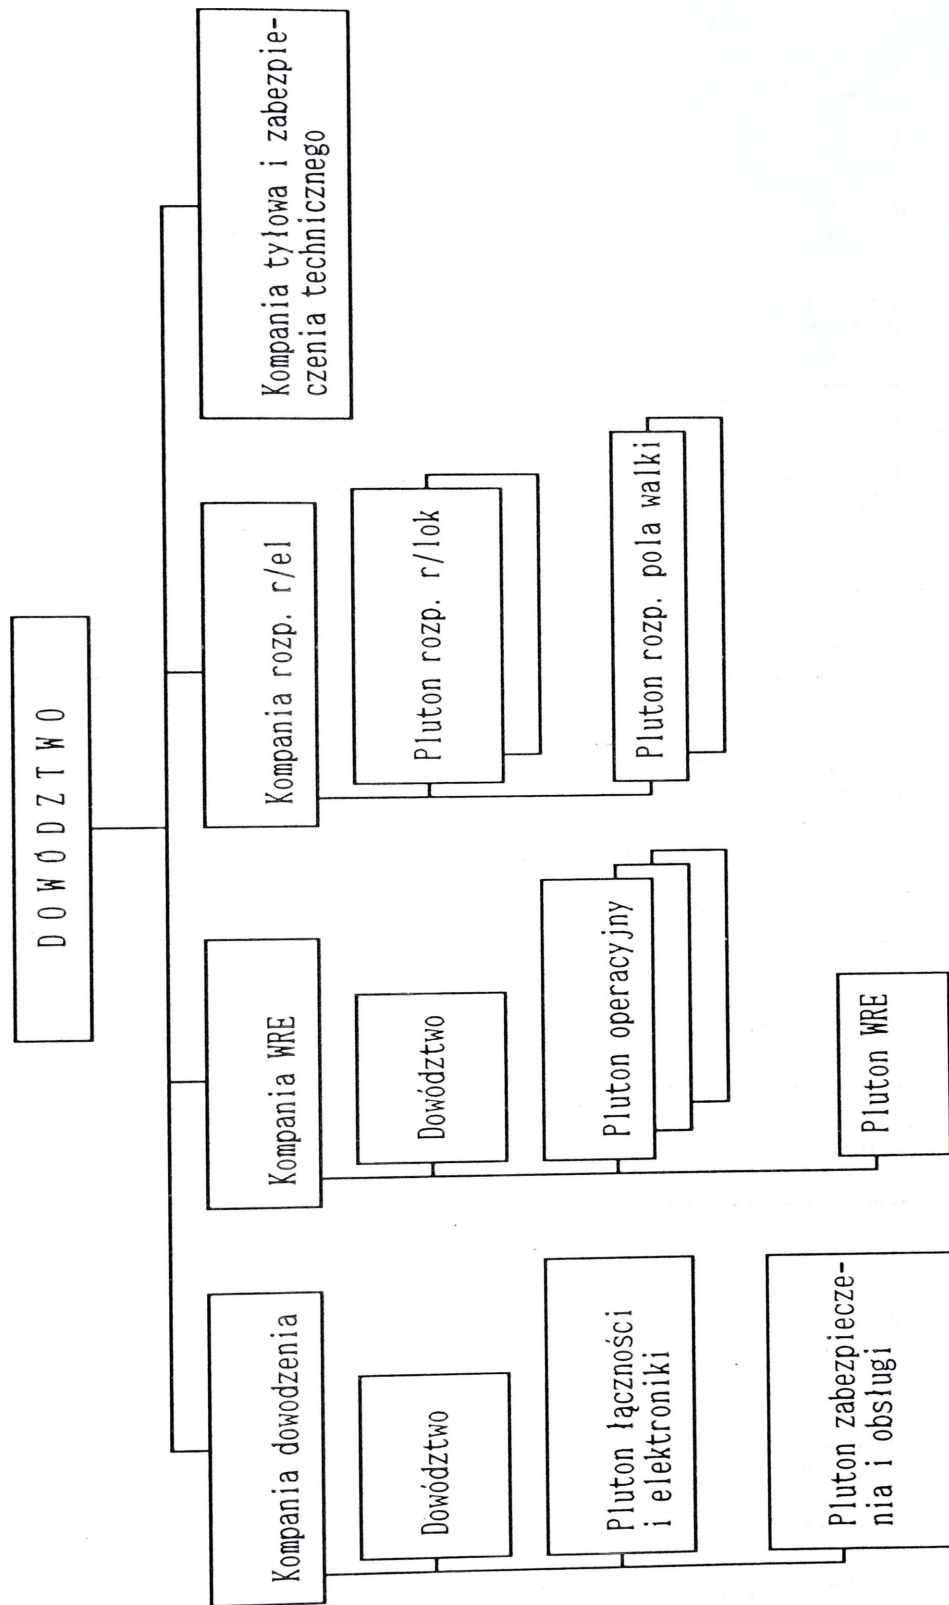 DOWÓDZTWO
Kompania dowodzenia
Dowództwo
Pluton łączności
i elektroniki
Pluton zabezpiecze-
nia i obsługi
Kompania WRE
Dowództwo
Pluton operacyjny
Pluton WRE
Kompania rozp. r/el
Pluton rozp. r/lok
Pluton rozp. pola walki
Kompania tyłowa i zabezpie-
czenia technicznego